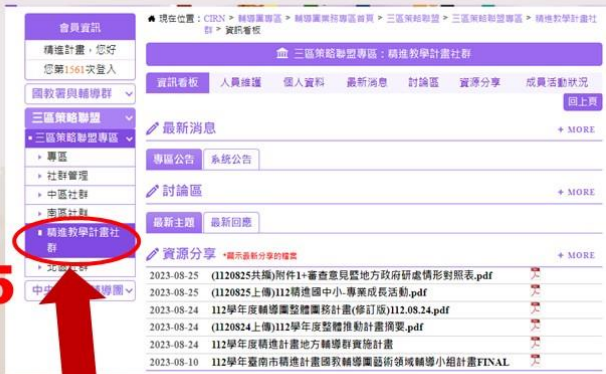 會員資訊
精進計畫，您好
您第1561次登入
國教署與輔導群
三區策略聯盟
三區策略聯盟專區
專區
社群管理
中區社群
南區社群
精進教學計畫社群
北區社群
5
現在位置：CIRN > 輔導團專區 > 輔導團業務專區首頁 > 三區策略聯盟 > 三區策略聯盟專區 > 精進教學計畫社群 > 資訊看板
三區策略聯盟專區：精進教學計畫社群
資訊看板 人員維護 個人資料 最新消息 討論區 資源分享 成員活動狀況
回上頁
最新消息 + MORE
專區公告 系統公告
討論區 + MORE
最新主題 最新回應
資源分享 *顯示最新分享的檔案 + MORE
2023-08-25 (1120825共識)附件1+審查意見暨地方政府研處情形對照表.pdf
2023-08-25 (1120825上傳)112精進國中小-專業成長活動.pdf
2023-08-24 112學年度輔導團整體團務計畫(修訂版)112.08.24.pdf
2023-08-24 (1120824上傳)112學年度整體推動計畫摘要.pdf
2023-08-24 112學年度精進計畫地方輔導群實施計畫
2023-08-10 112學年臺南市精進計畫國教輔導團藝術領域輔導小組計畫FINAL